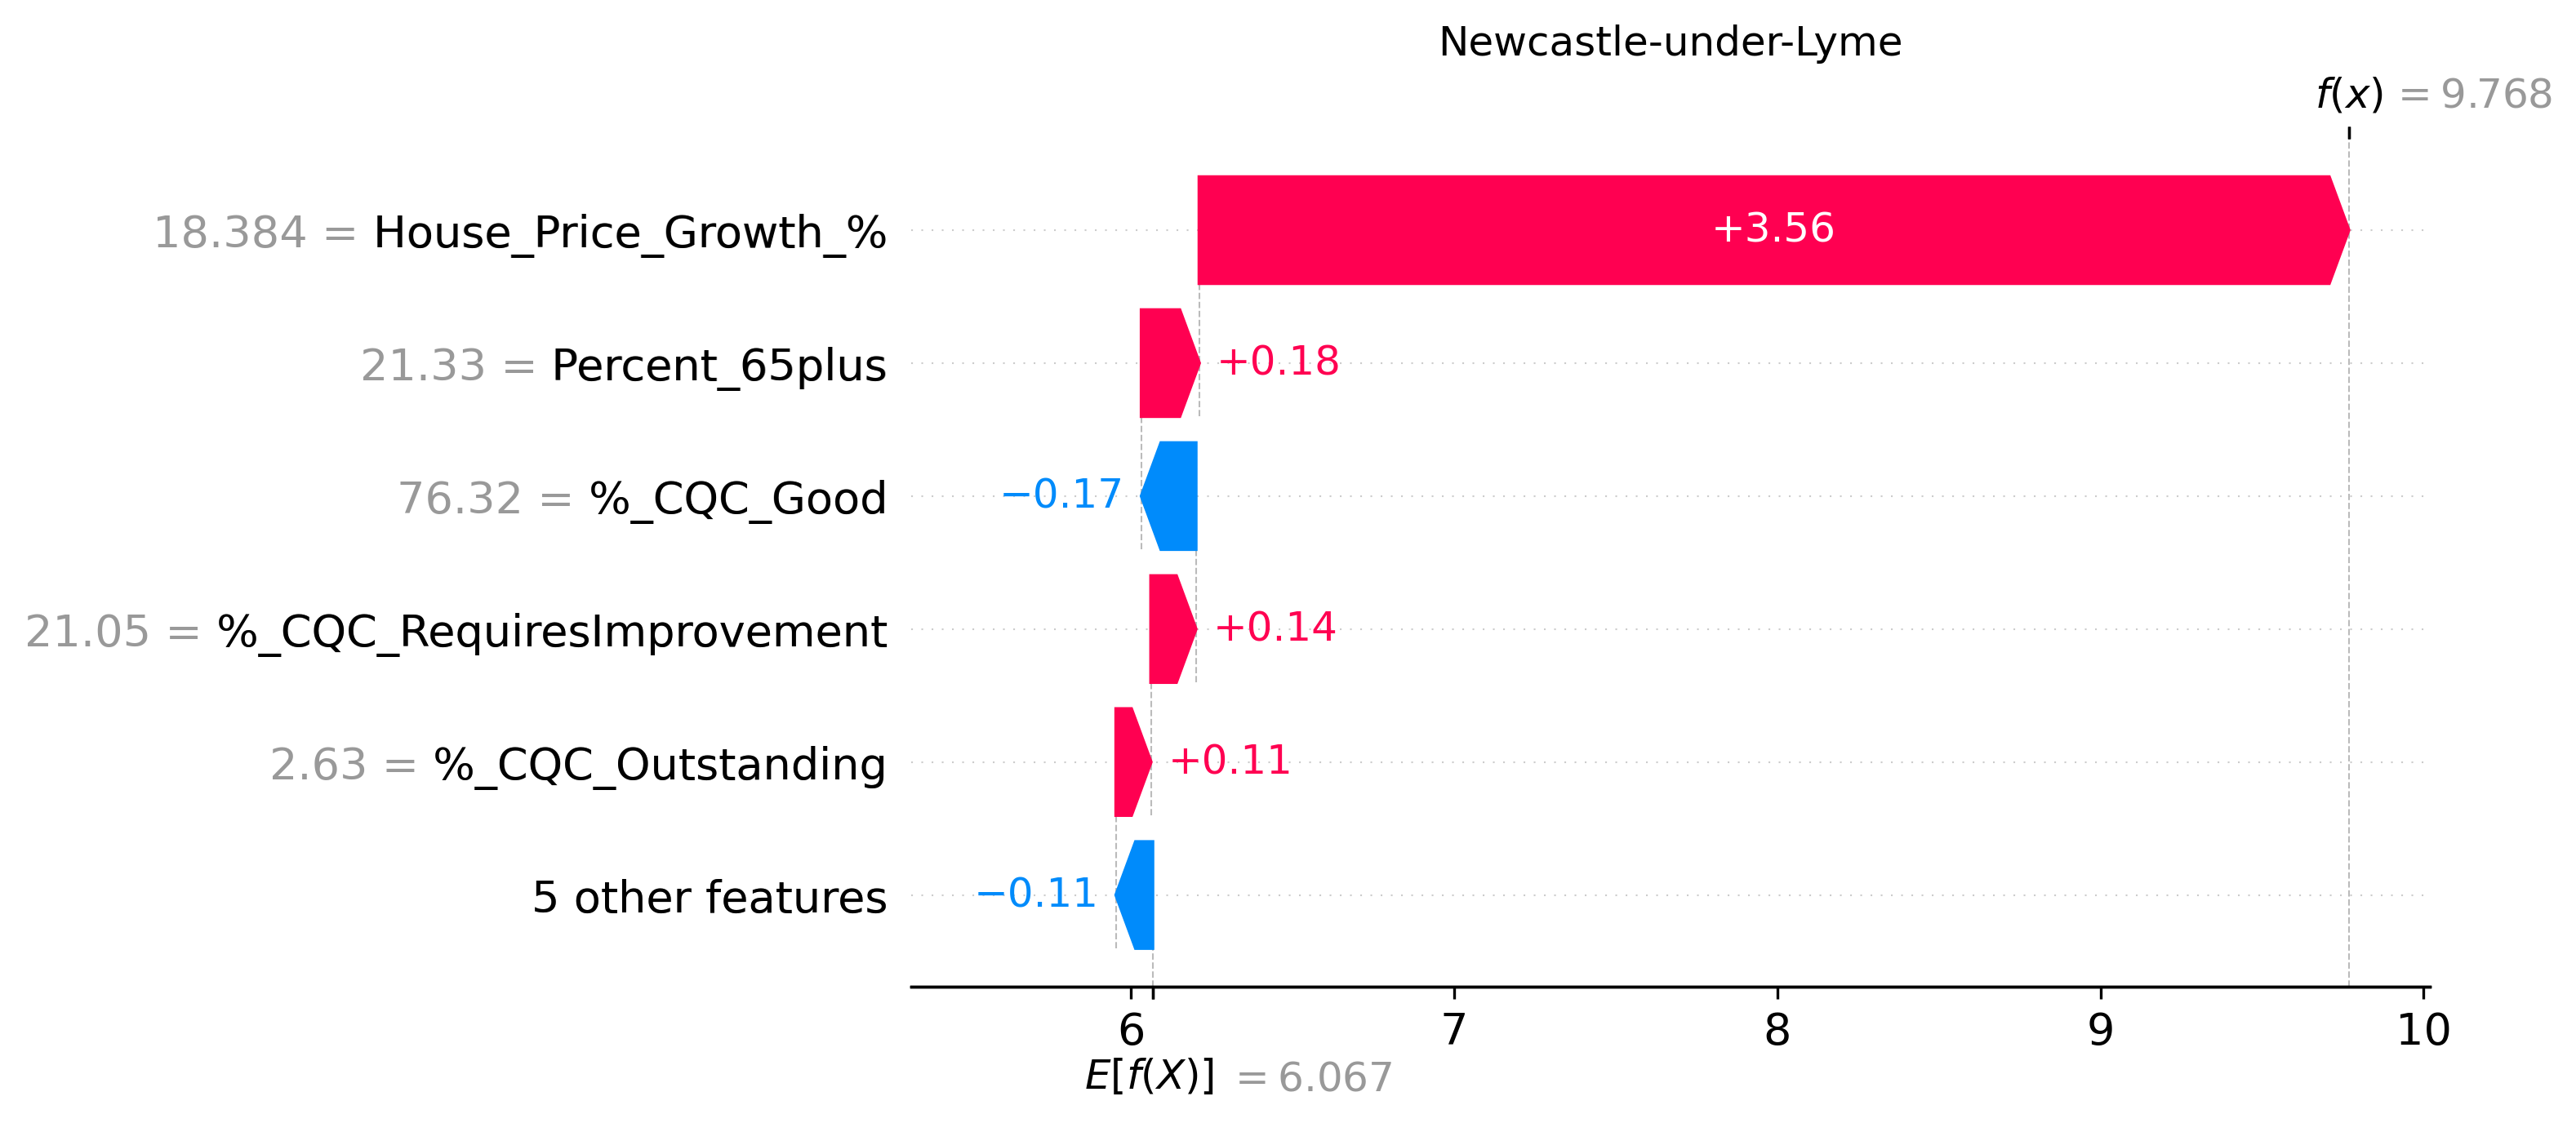 Newcastle-under-Lyme
f(x) = 9.768
18.384 = House_Price_Growth_%
+3.56
21.33 = Percent_65plus
+0.18
76.32 = %_CQC_Good
−0.17
21.05 = %_CQC_RequiresImprovement
+0.14
2.63 = %_CQC_Outstanding
+0.11
5 other features
−0.11
6 7 8 9 10
E[f(X)] = 6.067